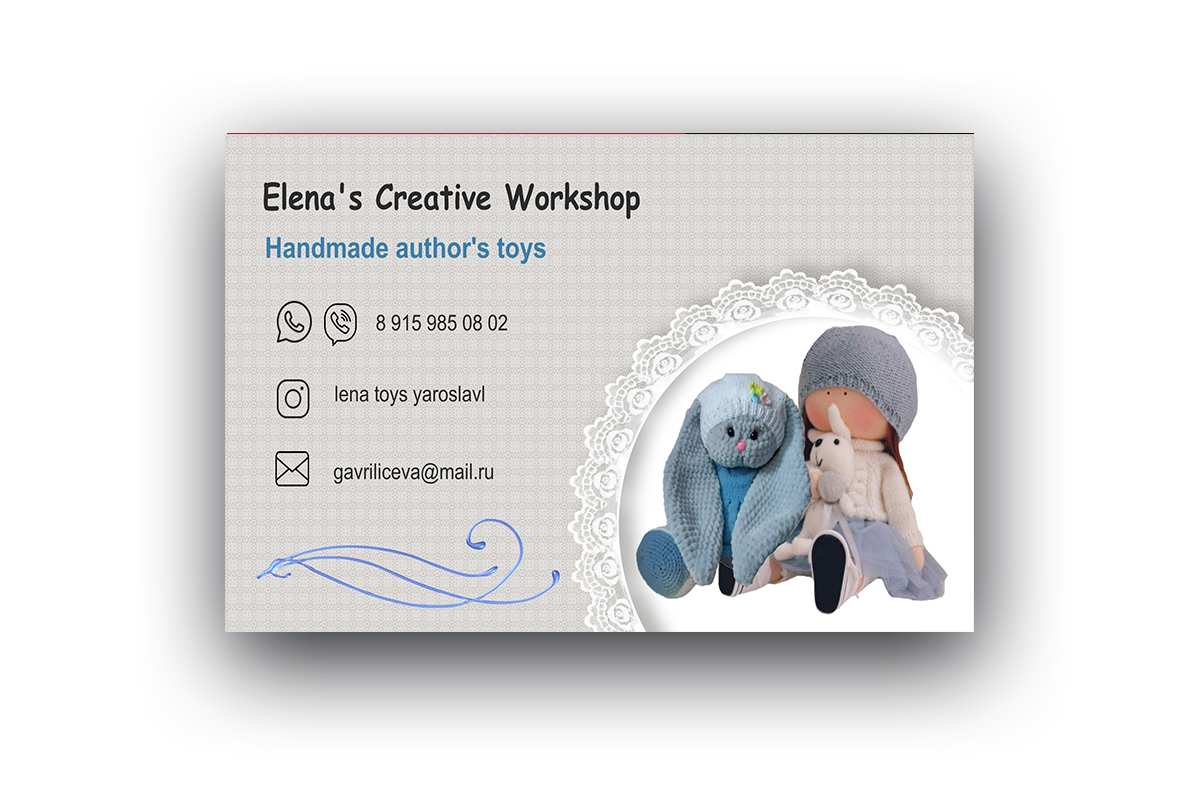 Elena's Creative Workshop
Handmade author's toys
8 915 985 08 02
lena toys yaroslavl
gavriliceva@mail.ru